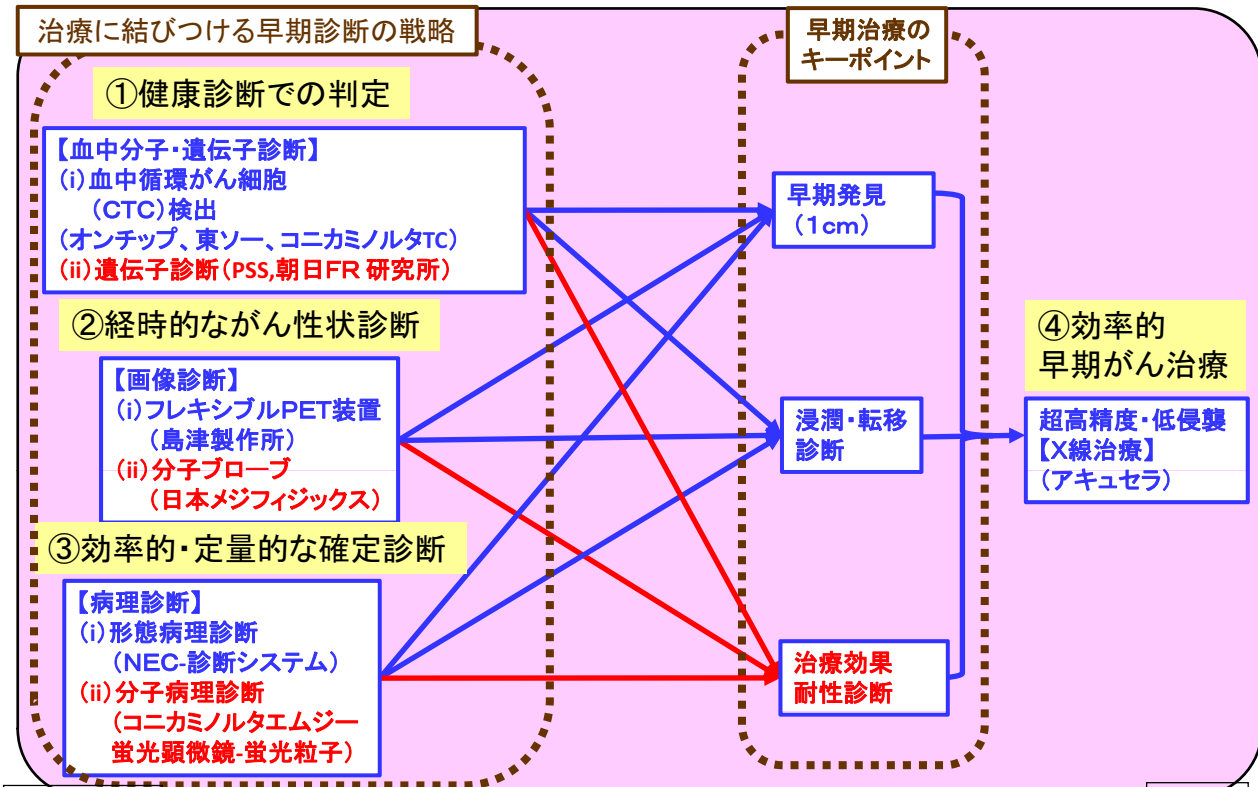 治療に結びつける早期診断の戦略
①健康診断での判定
【血中分子・遺伝子診断】
(i)血中循環がん細胞
(CTC)検出
(オンチップ、東ソー、コニカミノルタTC)
(ii)遺伝子診断(PSS,朝日FR 研究所)
②経時的ながん性状診断
【画像診断】
(i)フレキシブルPET装置
(島津製作所)
(ii)分子プローブ
(日本メジフィジックス)
③効率的・定量的な確定診断
【病理診断】
(i)形態病理診断
(NEC-診断システム)
(ii)分子病理診断
(コニカミノルタエムジー
蛍光顕微鏡-蛍光粒子)
早期治療の
キーポイント
早期発見
(1cm)
浸潤・転移
診断
治療効果
耐性診断
④効率的
早期がん治療
超高精度・低侵襲
【X線治療】
(アキュセラ)